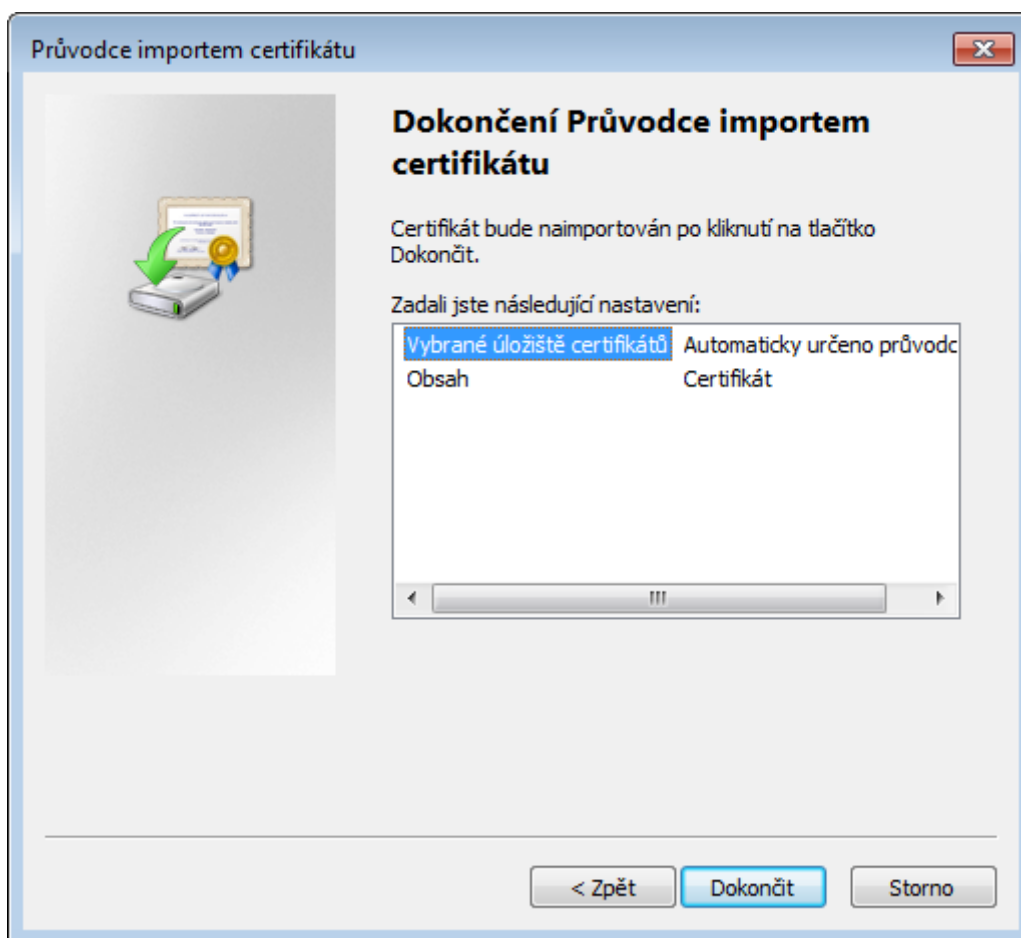 Průvodce importem certifikátu
Dokončení Průvodce importem
certifikátu
Certifikát bude naimportován po kliknutí na tlačítko
Dokončit.
Zadali jste následující nastavení:
Vybrané úložiště certifikátů Automaticky určeno průvodc
Obsah Certifikát
< Zpět Dokončit Storno